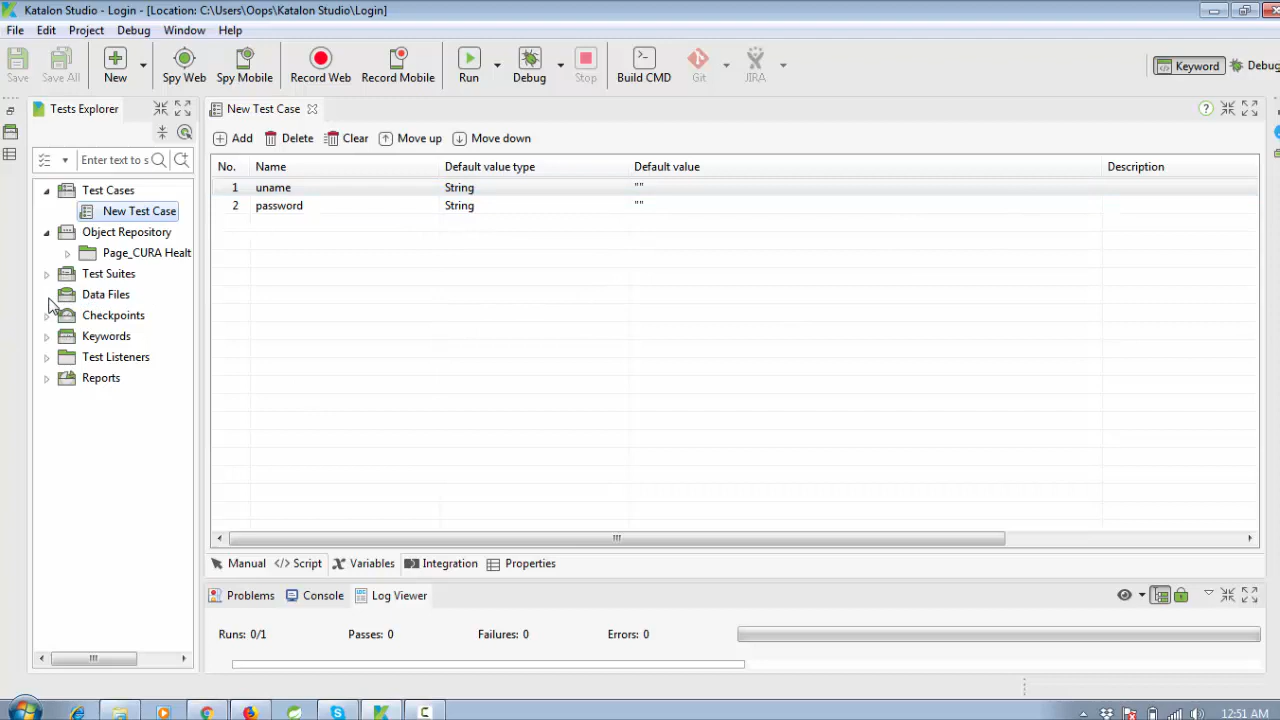 Katalon Studio - Login - [Location: C:\Users\Oops\Katalon Studio\Login]
File Edit Project Debug Window Help
Save Save All New Spy Web Spy Mobile Record Web Record Mobile Run Debug Stop Build CMD Git JIRA Keyword Debug
Tests Explorer
New Test Case
Add Delete Clear Move up Move down
Enter text to s
No. Name Default value type Default value Description
1 uname String ""
2 password String ""
Test Cases
New Test Case
Object Repository
Page_CURA Healt
Test Suites
Data Files
Checkpoints
Keywords
Test Listeners
Reports
Manual </> Script Variables Integration Properties
Problems Console Log Viewer
Runs: 0/1 Passes: 0 Failures: 0 Errors: 0
12:51 AM